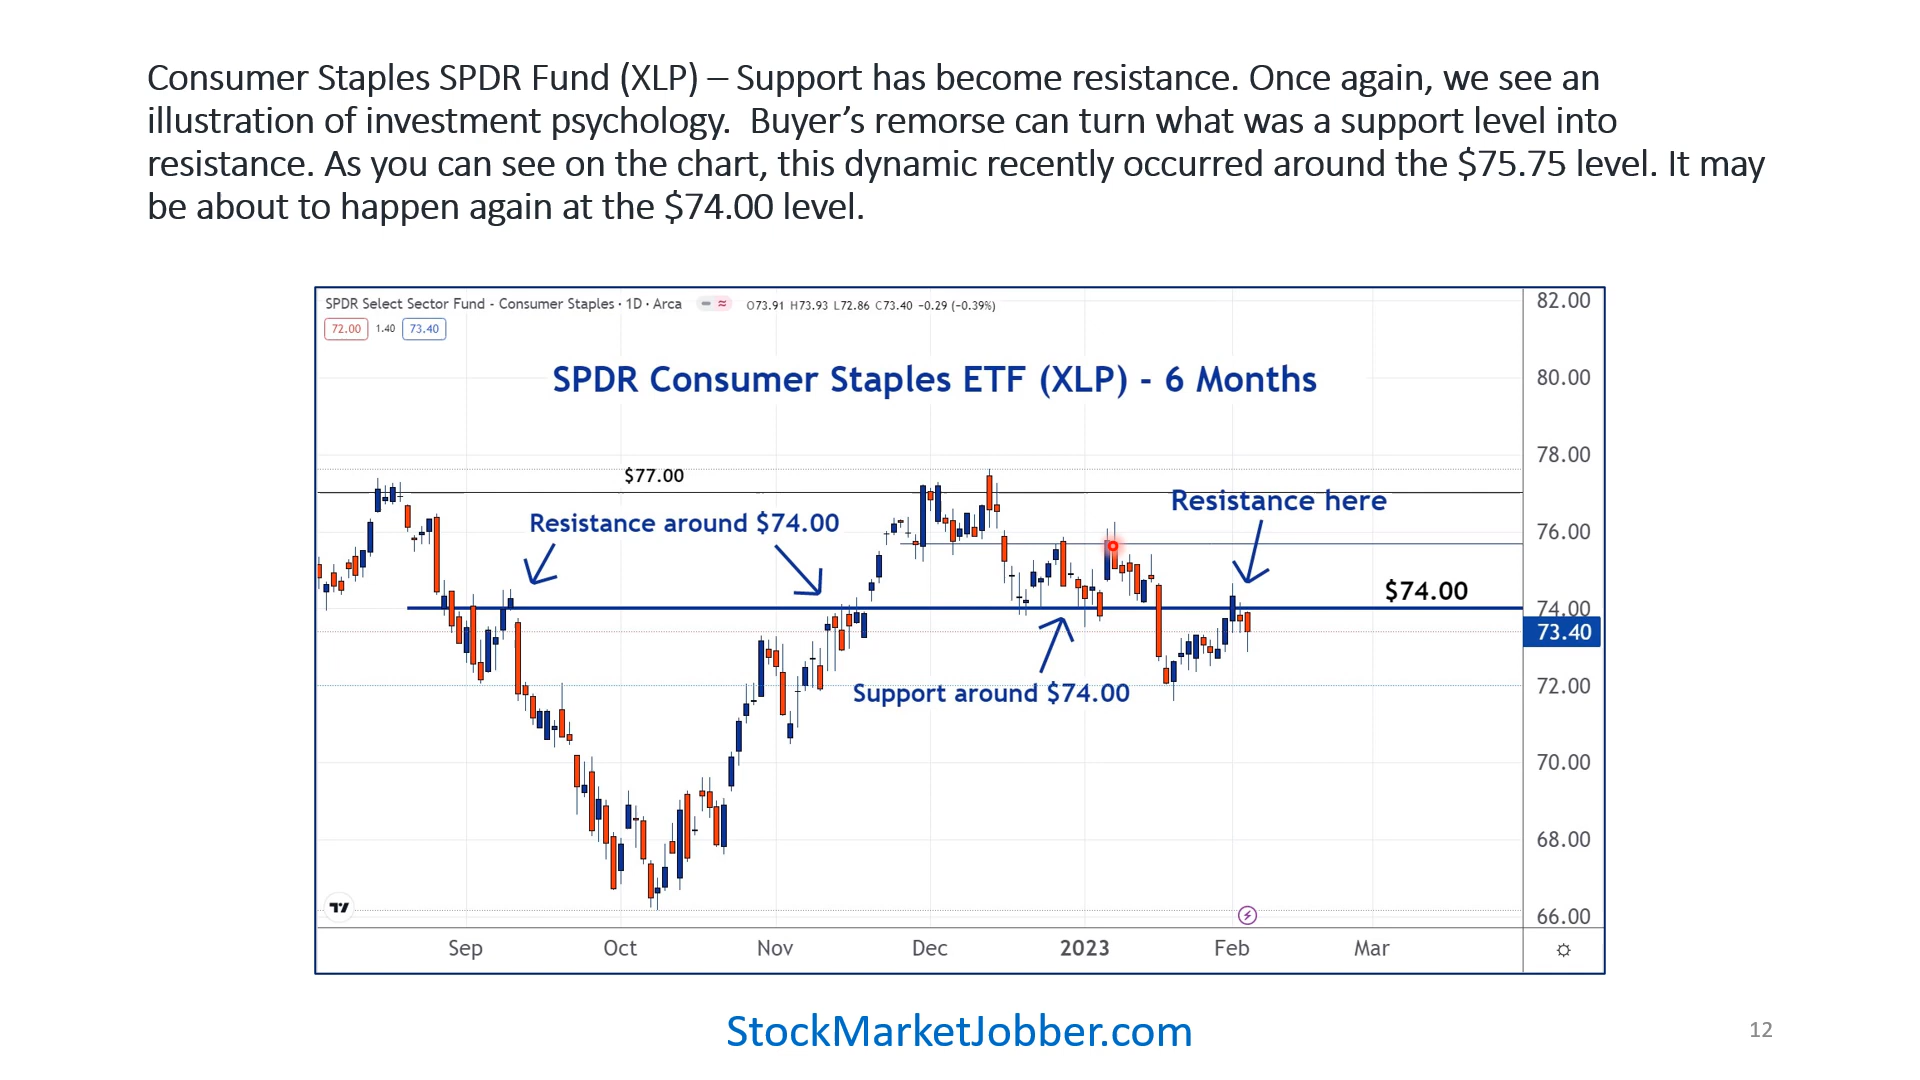 Consumer Staples SPDR Fund (XLP) – Support has become resistance. Once again, we see an
illustration of investment psychology.  Buyer’s remorse can turn what was a support level into
resistance. As you can see on the chart, this dynamic recently occurred around the $75.75 level. It may
be about to happen again at the $74.00 level.
SPDR Select Sector Fund - Consumer Staples · 1D · Arca O73.91 H73.93 L72.86 C73.40 −0.29 (−0.39%)
72.00 1.40 73.40
SPDR Consumer Staples ETF (XLP) - 6 Months
82.00
80.00
78.00
$77.00
Resistance here
Resistance around $74.00
76.00
$74.00
74.00
73.40
Support around $74.00
72.00
70.00
68.00
66.00
Sep Oct Nov Dec 2023 Feb Mar
StockMarketJobber.com
12